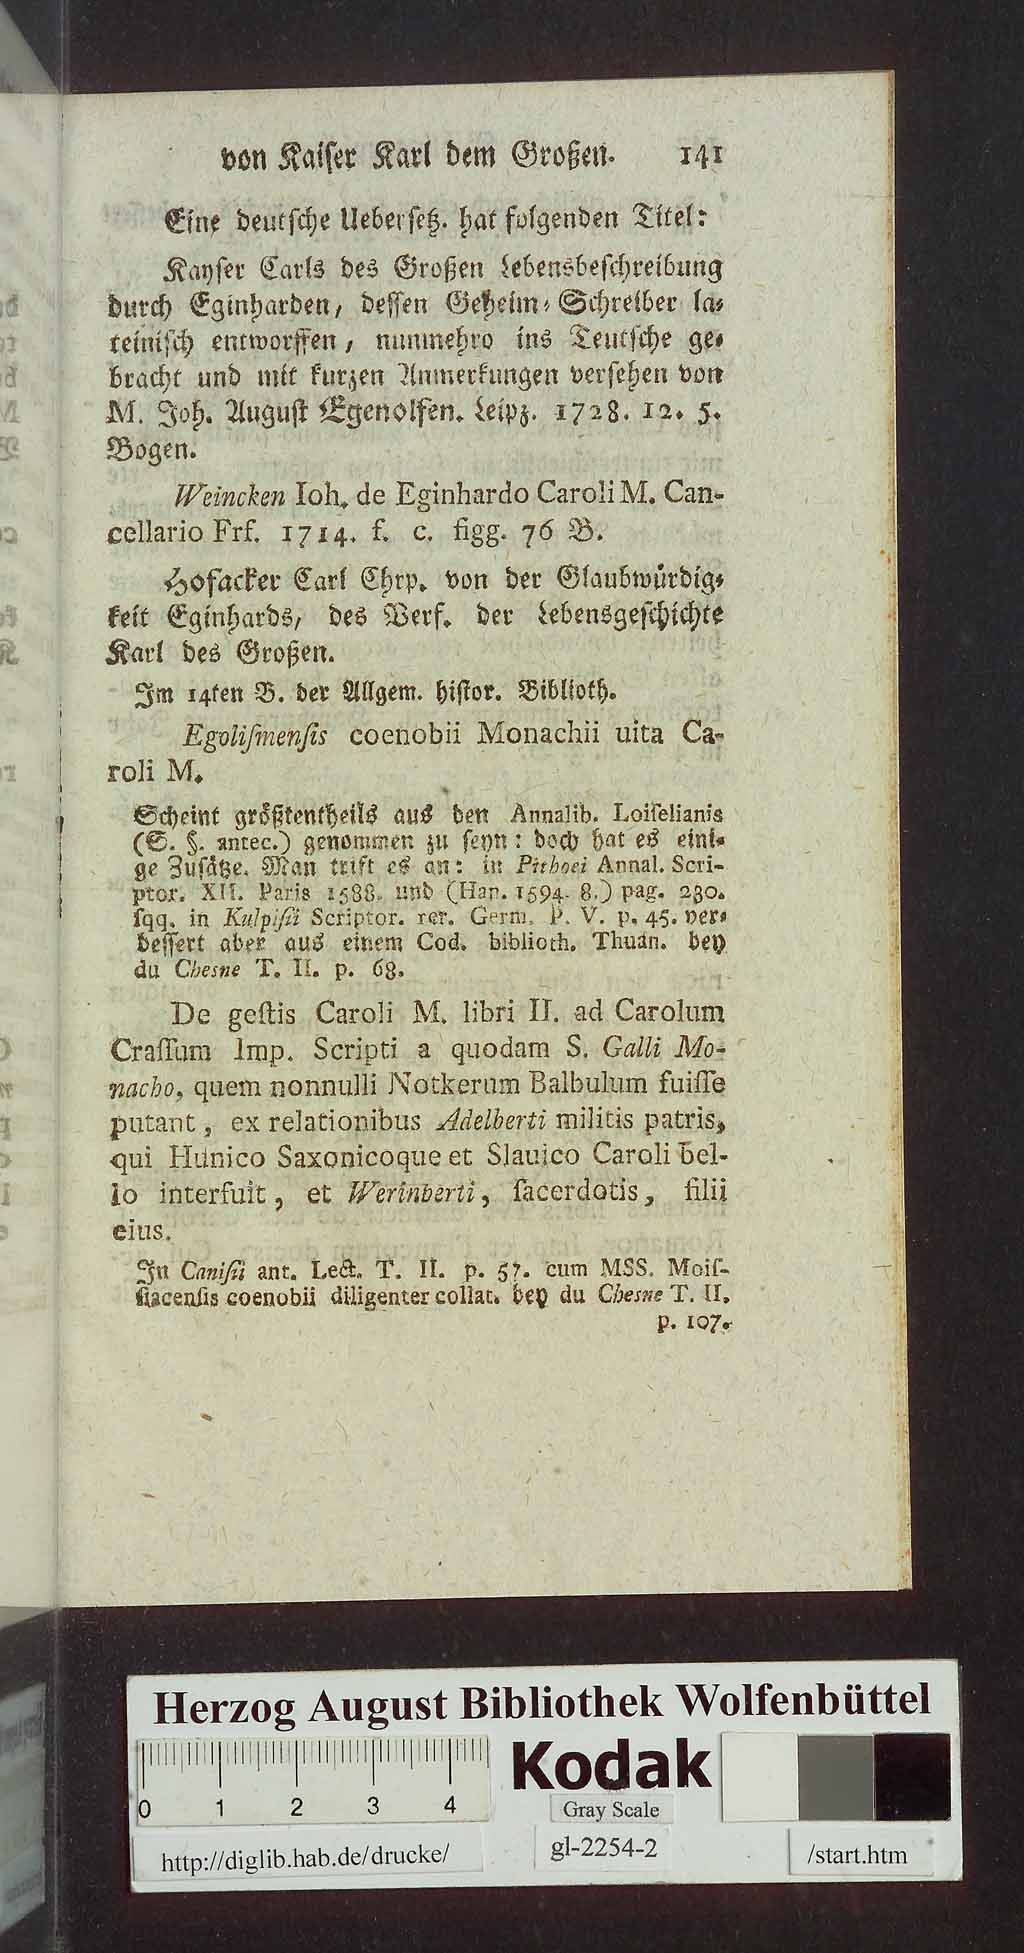 von Kaiser Karl dem Großen. 141
Eine deutsche Uebersetz. hat folgenden Titel:
Kayser Carls des Großen Lebensbeschreibung
durch Eginharden, dessen Geheim-Schreiber la-
teinisch entworffen, nunmehro ins Teutsche ge-
bracht und mit kurzen Anmerkungen versehen von
M. Joh. August Egenolfen. Leipz. 1728. 12. 5.
Bogen.
Weincken Ioh. de Eginhardo Caroli M. Can-
cellario Frf. 1714. f. c. figg. 76 B.
Hofacker Carl Chrp. von der Glaubwürdig-
keit Eginhards, des Verf. der Lebensgeschichte
Karl des Großen.
Im 14ten B. der Allgem. histor. Biblioth.
Egoliſmenſis coenobii Monachii uita Ca-
roli M.
Scheint größtentheils aus den Annalib. Loiſelianis
(S. §. antec.) genommen zu seyn: doch hat es eini-
ge Zusätze. Man trift es an: in Pithoei Annal. Scri-
ptor. XII. Paris 1588. und (Han. 1594. 8.) pag. 230.
ſqq. in Kulpiſii Scriptor. rer. Germ. P. V. p. 45. ver-
bessert aber aus einem Cod. biblioth. Thuan. bey
du Chesne T. II. p. 68.
De geſtis Caroli M. libri II. ad Carolum
Craſſum Imp. Scripti a quodam S. Galli Mo-
nacho, quem nonnulli Notkerum Balbulum fuiſſe
putant, ex relationibus Adelberti militis patris,
qui Hunico Saxonicoque et Slauico Caroli bel-
lo interfuit, et Werinberti, ſacerdotis, filii
eius.
In Caniſii ant. Lect. T. II. p. 57. cum MSS. Moiſ-
ſiacenſis coenobii diligenter collat. bey du Chesne T. II.
p. 107.
Herzog August Bibliothek Wolfenbüttel
0 1 2 3 4
Kodak
Gray Scale
http://diglib.hab.de/drucke/ gl-2254-2 /start.htm